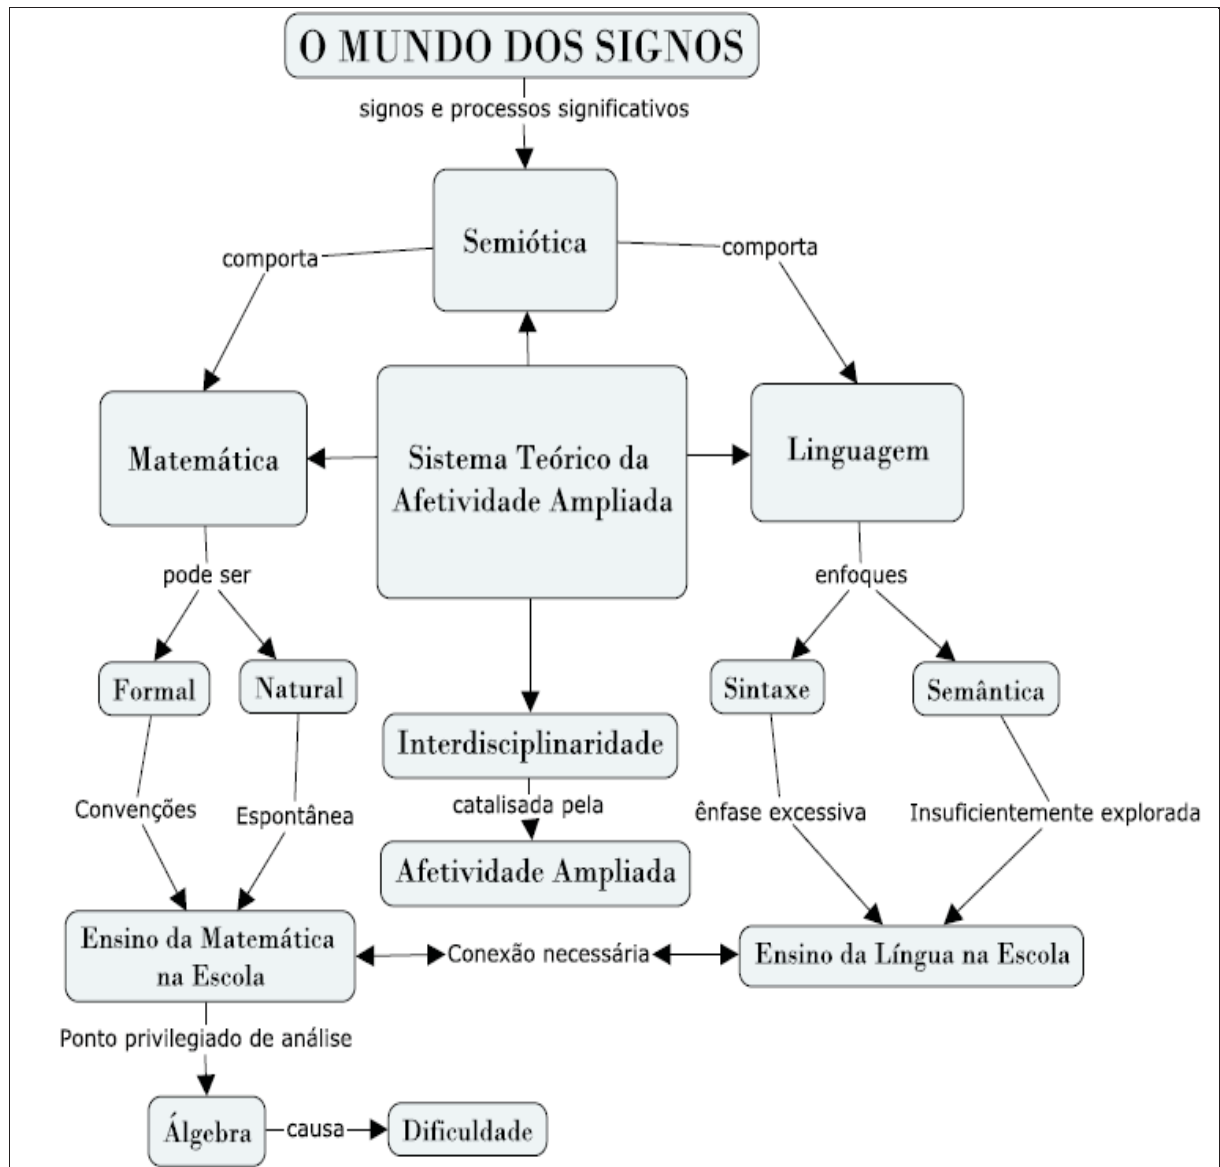 O MUNDO DOS SIGNOS
signos e processos significativos
Semiótica
comporta
comporta
Matemática
Sistema Teórico da
Afetividade Ampliada
Linguagem
pode ser
enfoques
Formal
Natural
Sintaxe
Semântica
Interdisciplinaridade
Convenções
Espontânea
catalisada pela
ênfase excessiva
Insuficientemente explorada
Afetividade Ampliada
Ensino da Matemática
na Escola
Conexão necessária
Ensino da Língua na Escola
Ponto privilegiado de análise
Álgebra
causa
Dificuldade